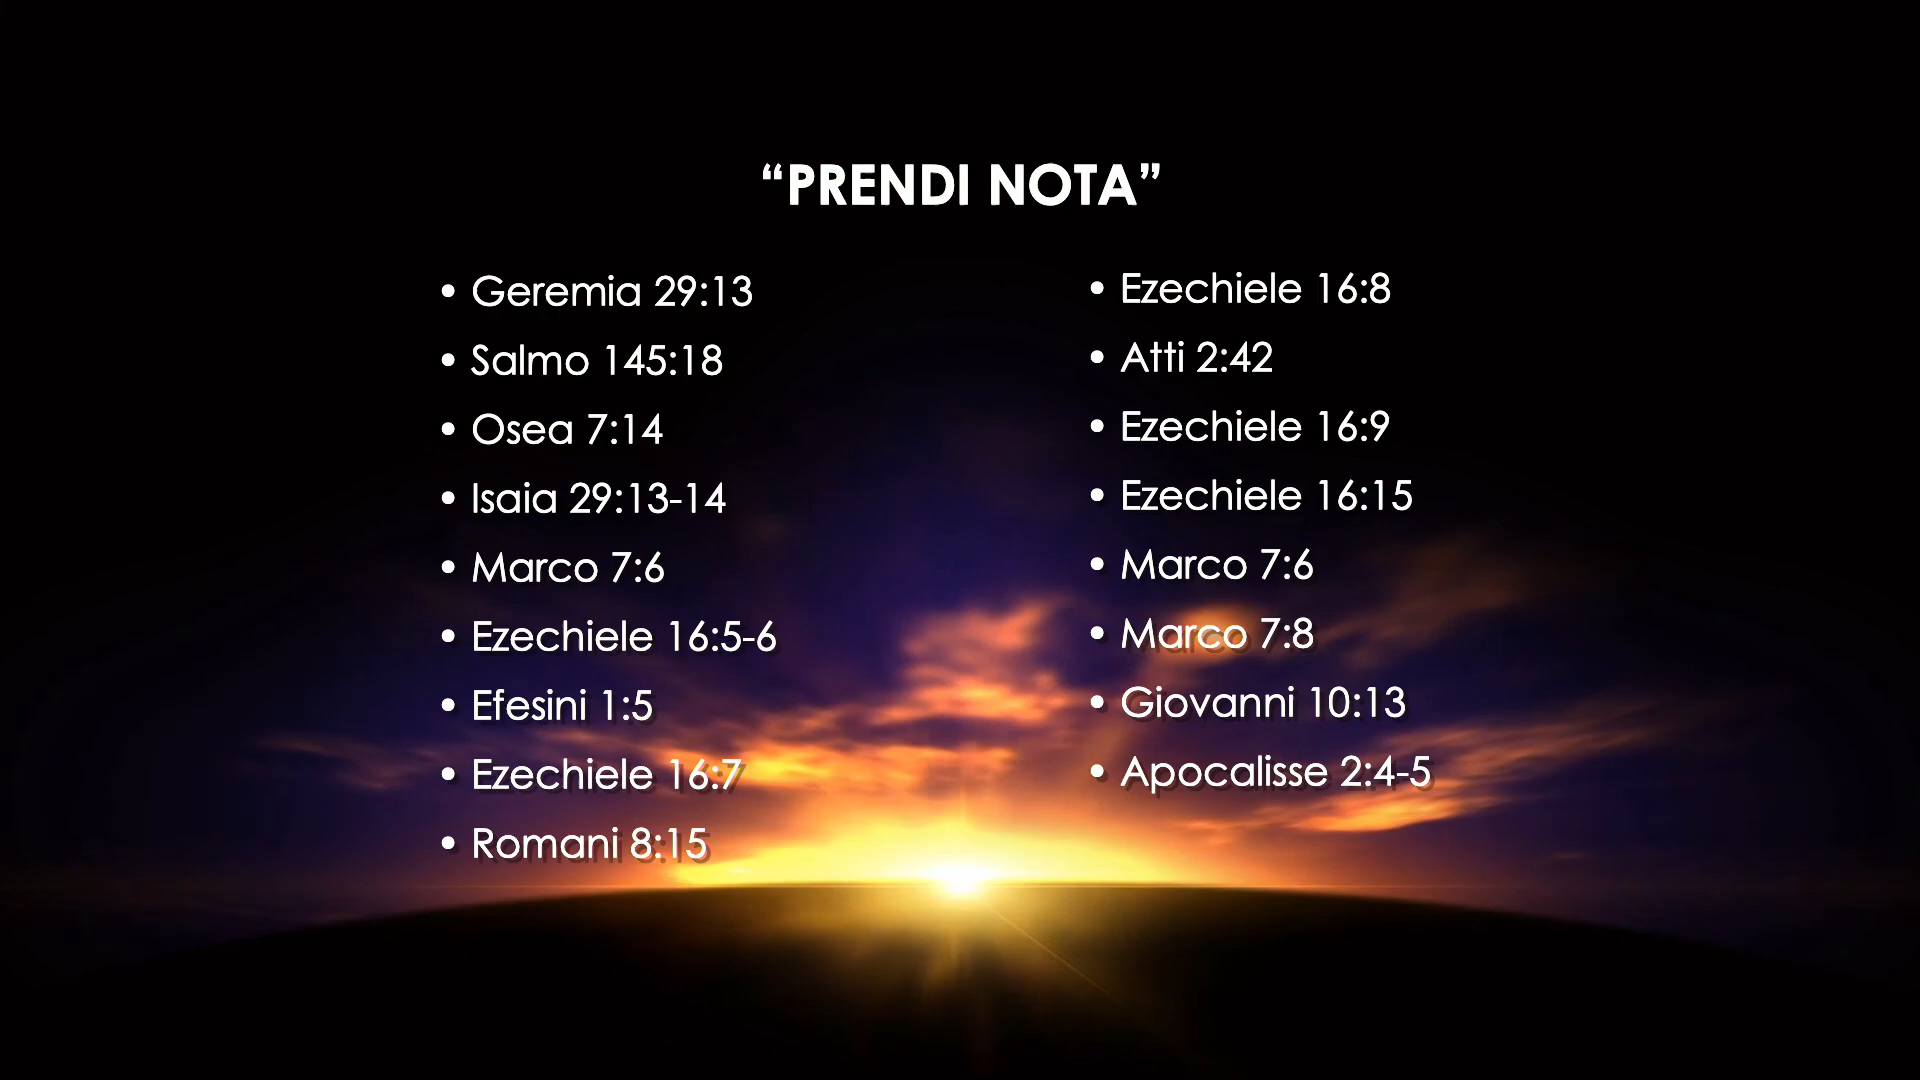 “PRENDI NOTA”
• Geremia 29:13
• Salmo 145:18
• Osea 7:14
• Isaia 29:13-14
• Marco 7:6
• Ezechiele 16:5-6
• Efesini 1:5
• Ezechiele 16:7
• Romani 8:15
• Ezechiele 16:8
• Atti 2:42
• Ezechiele 16:9
• Ezechiele 16:15
• Marco 7:6
• Marco 7:8
• Giovanni 10:13
• Apocalisse 2:4-5